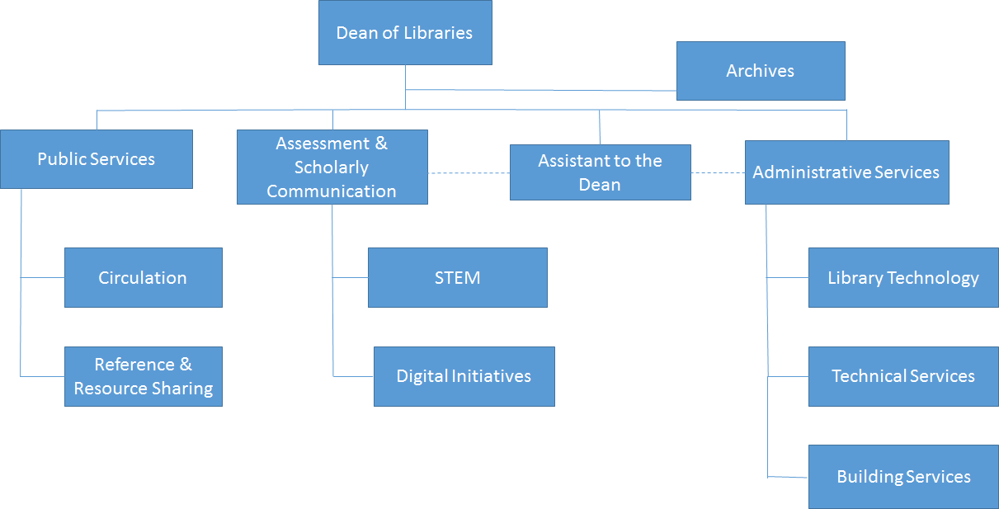 Dean of Libraries
Archives
Public Services
Assessment &
Scholarly
Communication
Assistant to the
Dean
Administrative Services
Circulation
STEM
Library Technology
Reference &
Resource Sharing
Digital Initiatives
Technical Services
Building Services